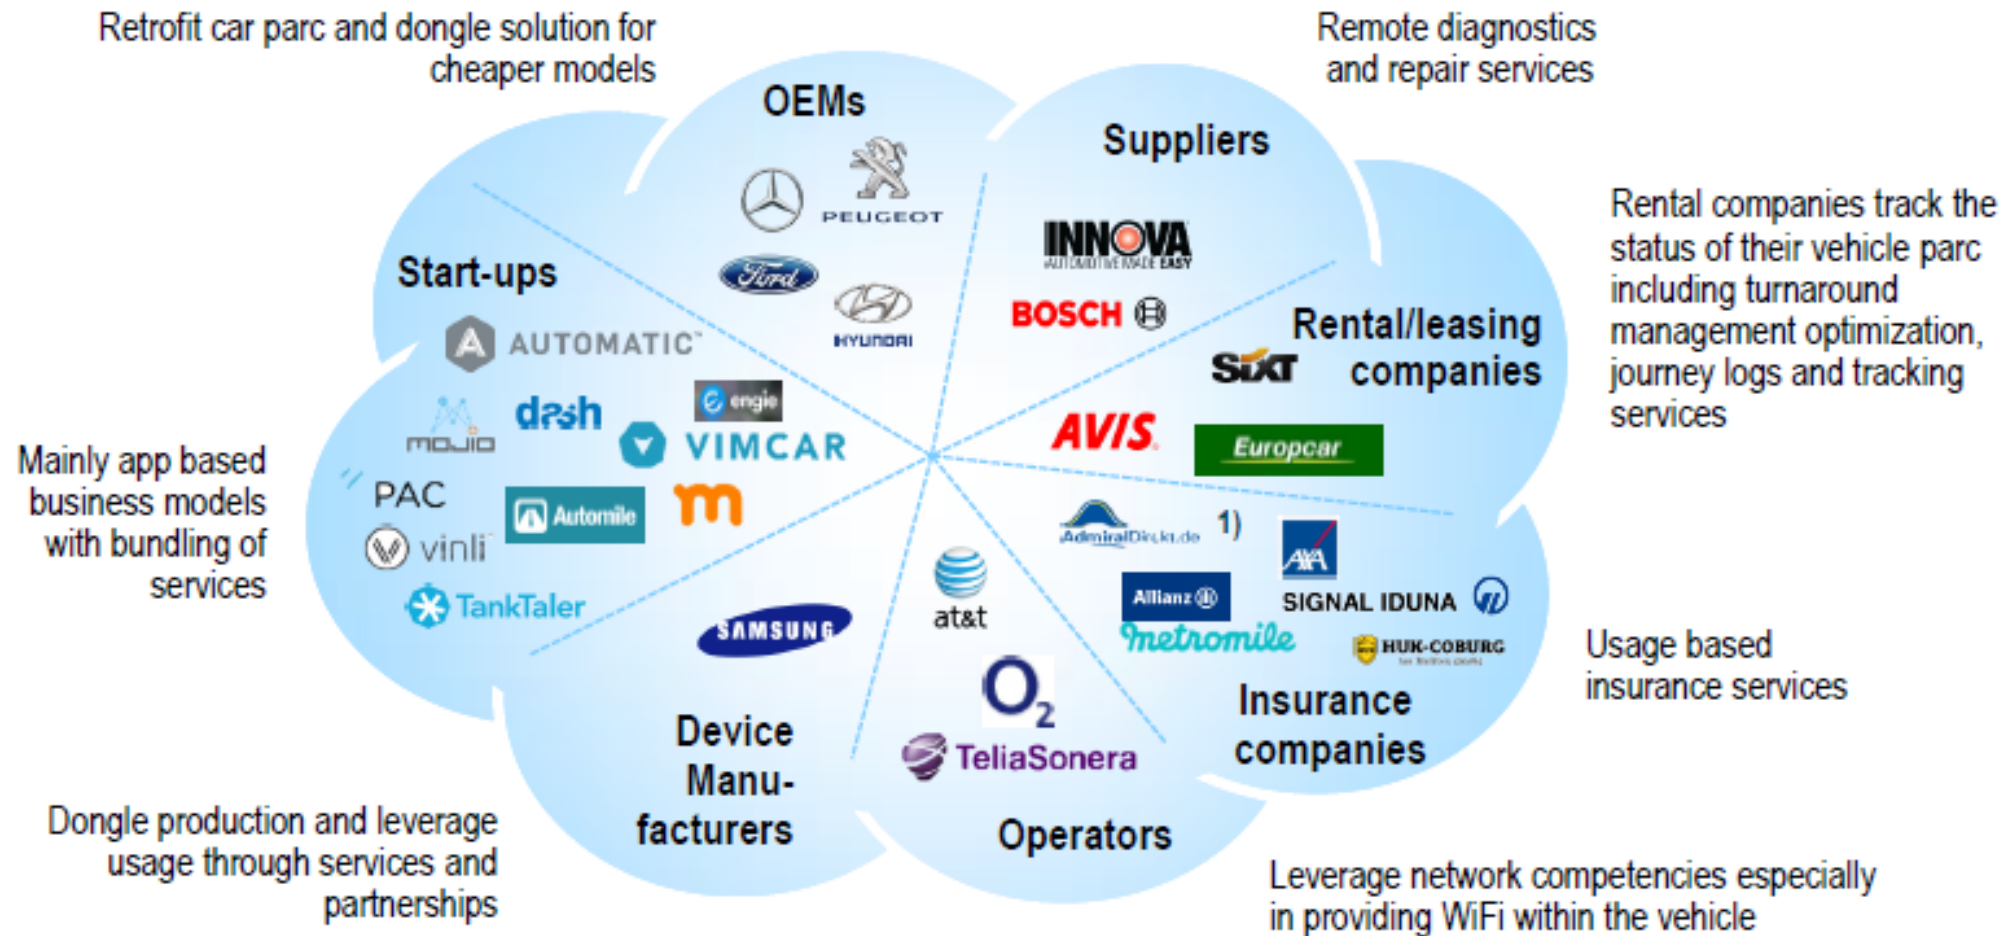 Retrofit car parc and dongle solution for
cheaper models
Remote diagnostics
and repair services
OEMs
PEUGEOT
Ford
HYUNDAI
Suppliers
INNOVA
AUTOMOTIVE MADE EASY
BOSCH
Rental/leasing
companies
SIXT
AVIS
Europcar
Rental companies track the
status of their vehicle parc
including turnaround
management optimization,
journey logs and tracking
services
Start-ups
AUTOMATIC™
engie
dash
mojio
VIMCAR
PAC
Automile
m
vinli
TankTaler
Mainly app based
business models
with bundling of
services
AdmiralDirekt.de 1)
AXA
Allianz
SIGNAL IDUNA
metromile
HUK-COBURG
Insurance
companies
Usage based
insurance services
at&t
O2
TeliaSonera
Operators
Leverage network competencies especially
in providing WiFi within the vehicle
SAMSUNG
Device
Manu-
facturers
Dongle production and leverage
usage through services and
partnerships